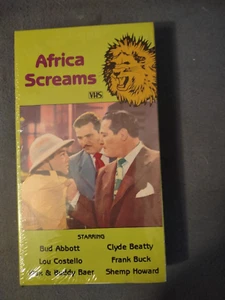 Africa
Screams
VHS
STARRING
Bud Abbott
Clyde Beatty
Lou Costello
Frank Buck
& Buddy Baer
Shemp Howard